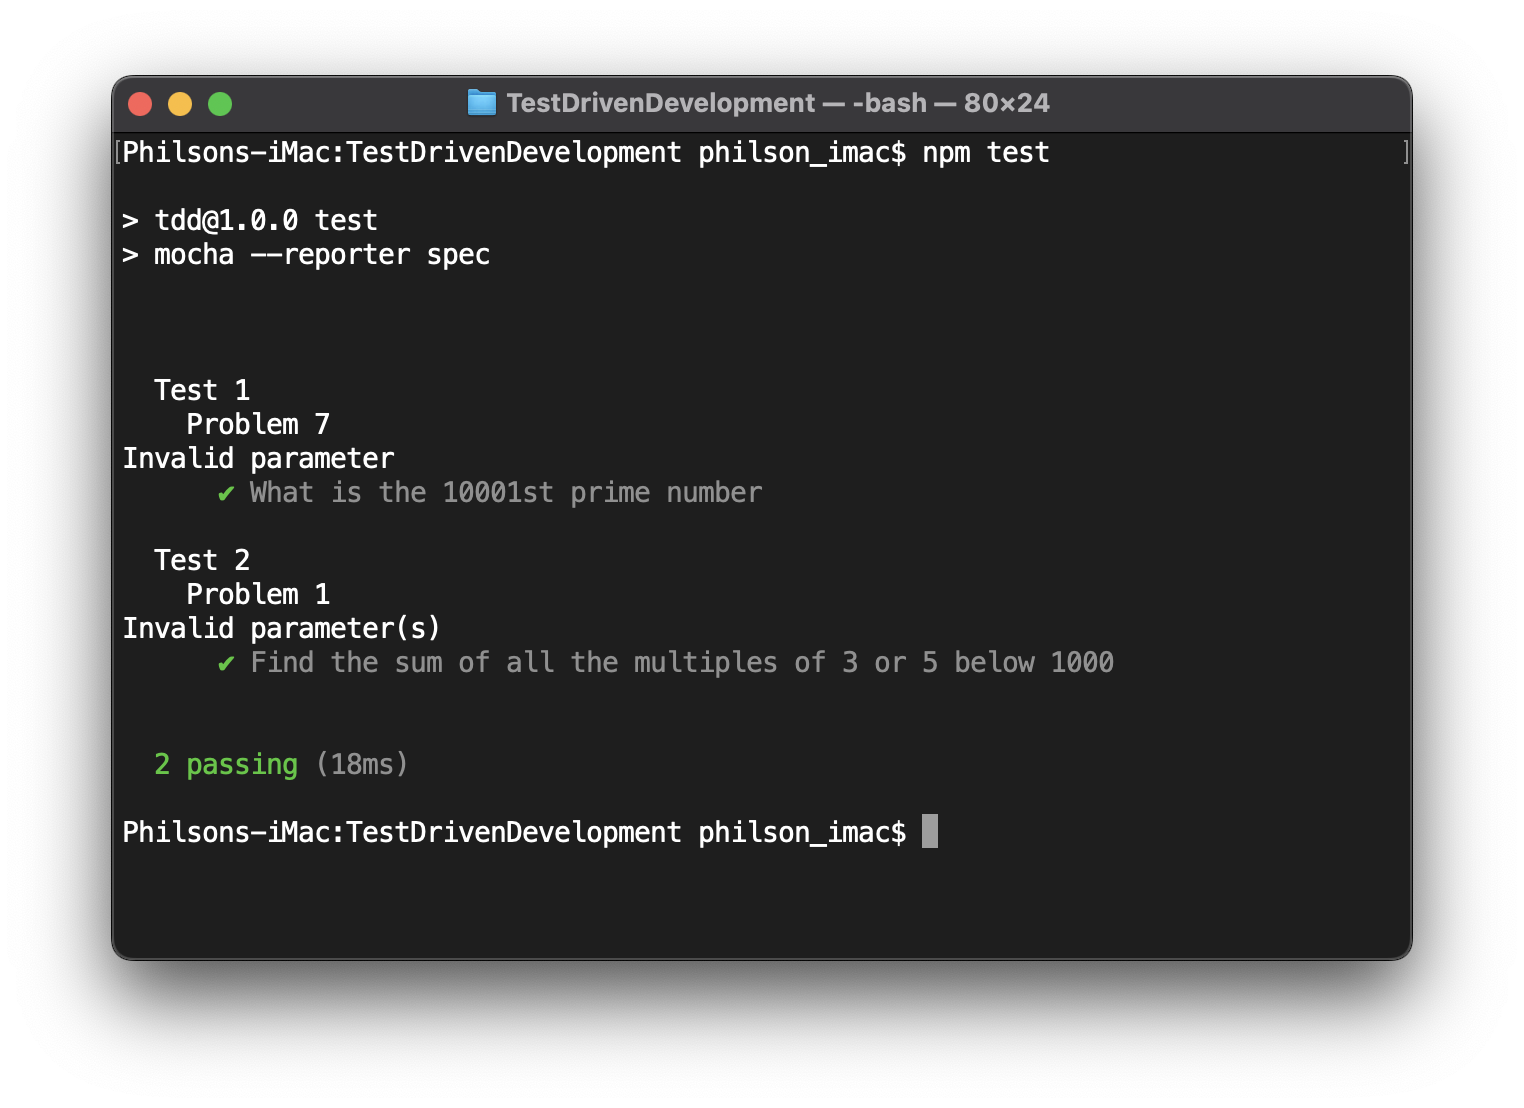 TestDrivenDevelopment — -bash — 80×24
[Philsons-iMac:TestDrivenDevelopment philson_imac$ npm test ]
> tdd@1.0.0 test
> mocha --reporter spec
Test 1
Problem 7
Invalid parameter
✔ What is the 10001st prime number
Test 2
Problem 1
Invalid parameter(s)
✔ Find the sum of all the multiples of 3 or 5 below 1000
2 passing (18ms)
Philsons-iMac:TestDrivenDevelopment philson_imac$